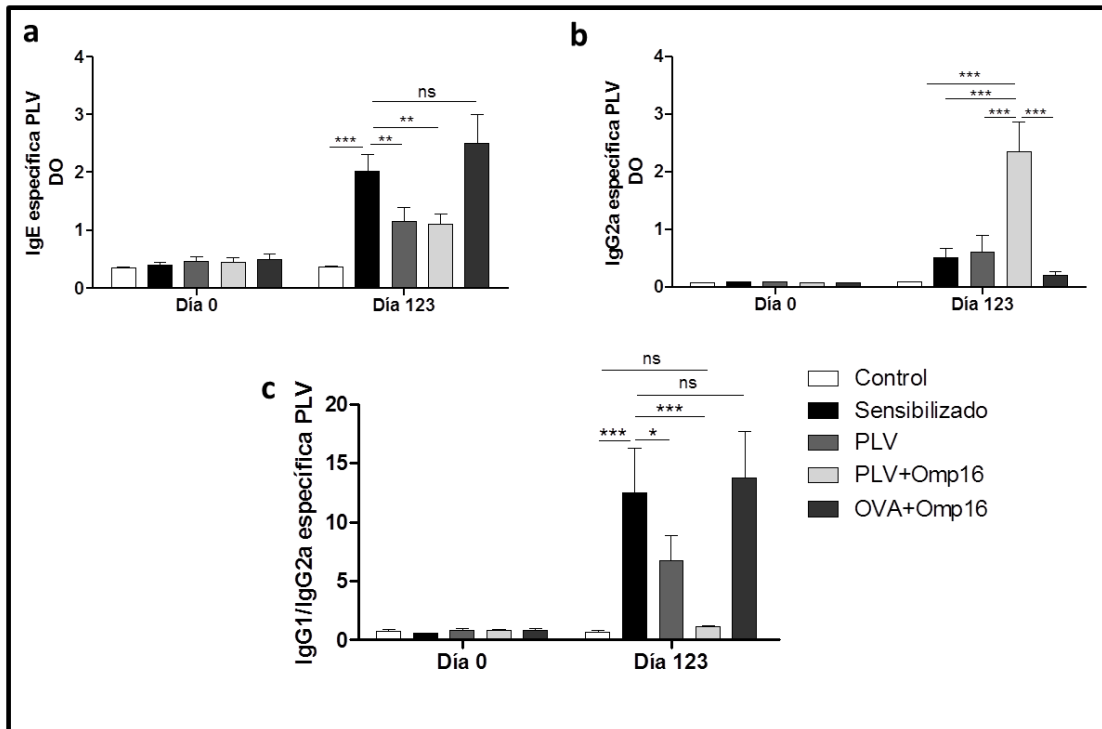 a
IgE específica PLV
DO
4
3
2
1
0
***
**
**
ns
Día 0
Día 123
b
IgG2a específica PLV
DO
4
3
2
1
0
***
***
***
***
Día 0
Día 123
c
IgG1/IgG2a específica PLV
20
15
10
5
0
ns
ns
***
***
*
Día 0
Día 123
Control
Sensibilizado
PLV
PLV+Omp16
OVA+Omp16